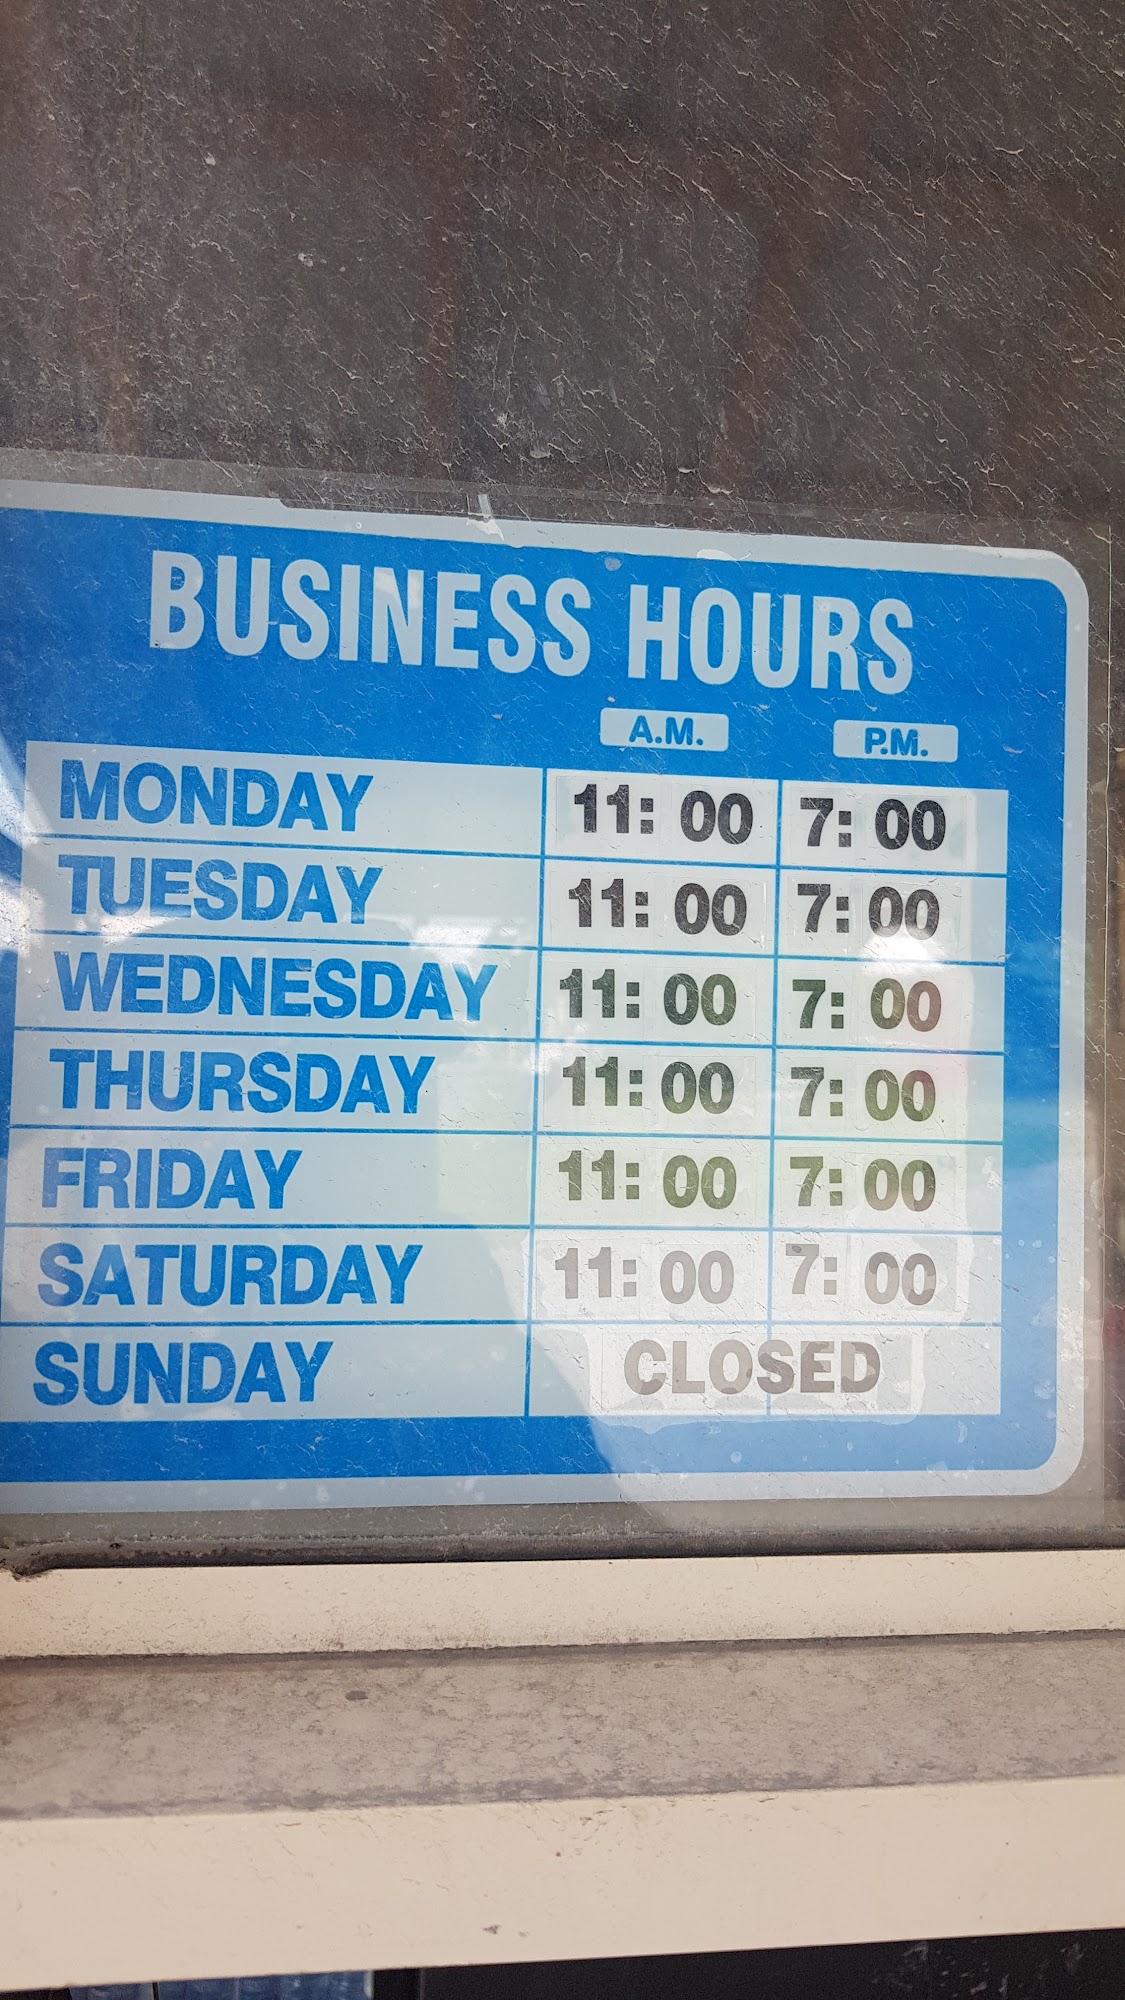 BUSINESS HOURS
A.M. P.M.
MONDAY 11: 00 7: 00
TUESDAY 11: 00 7: 00
WEDNESDAY 11: 00 7: 00
THURSDAY 11: 00 7: 00
FRIDAY 11: 00 7: 00
SATURDAY 11: 00 7: 00
SUNDAY CLOSED